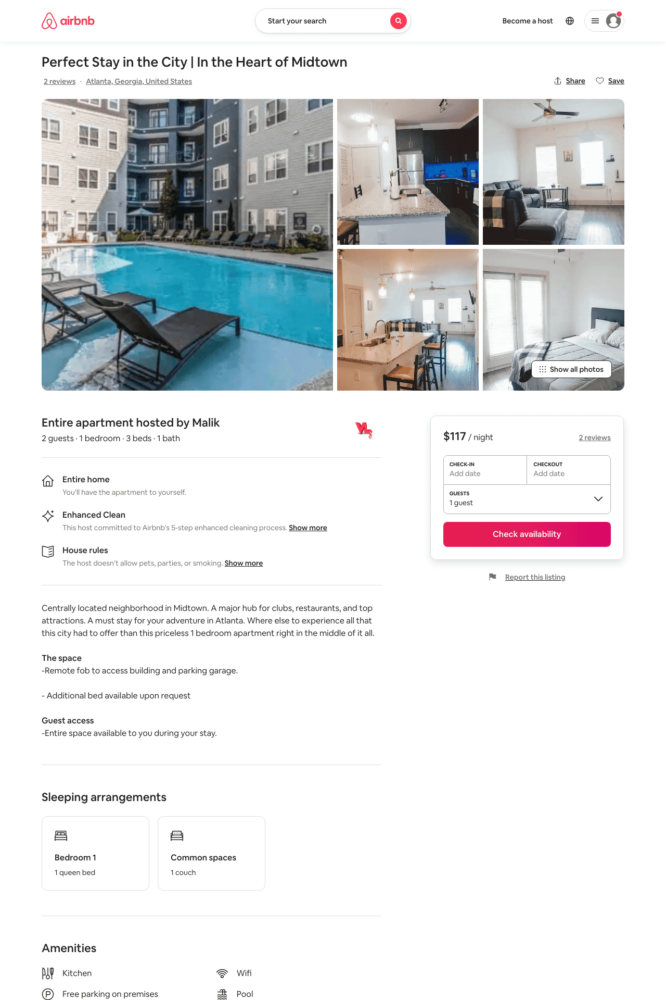 airbnb
Start your search
Become a host
Perfect Stay in the City | In the Heart of Midtown
2 reviews · Atlanta, Georgia, United States
Share
Save
Show all photos
Entire apartment hosted by Malik
2 guests · 1 bedroom · 3 beds · 1 bath
Entire home
You’ll have the apartment to yourself.
Enhanced Clean
This host committed to Airbnb's 5-step enhanced cleaning process. Show more
House rules
The host doesn’t allow pets, parties, or smoking. Show more
$117 / night
2 reviews
CHECK-IN
Add date
CHECKOUT
Add date
GUESTS
1 guest
Check availability
Report this listing
Centrally located neighborhood in Midtown. A major hub for clubs, restaurants, and top
attractions. A must stay for your adventure in Atlanta. Where else to experience all that
this city had to offer than this priceless 1 bedroom apartment right in the middle of it all.
The space
-Remote fob to access building and parking garage.
- Additional bed available upon request
Guest access
-Entire space available to you during your stay.
Sleeping arrangements
Bedroom 1
1 queen bed
Common spaces
1 couch
Amenities
Kitchen
Wifi
Free parking on premises
Pool